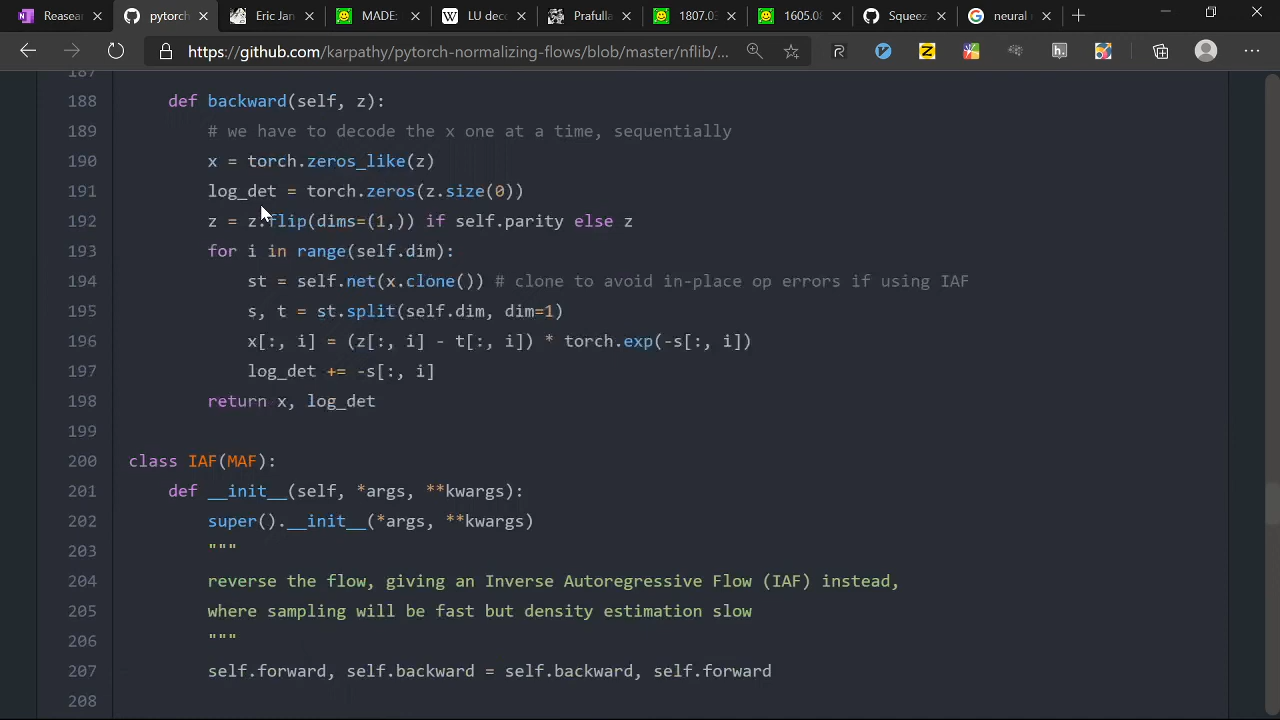 Reasear
pytorch
Eric Jan
MADE:
LU deco
Prafulla
1807.03
1605.08
Squeez
neural n
https://github.com/karpathy/pytorch-normalizing-flows/blob/master/nflib/...
187
188 def backward(self, z):
189 # we have to decode the x one at a time, sequentially
190 x = torch.zeros_like(z)
191 log_det = torch.zeros(z.size(0))
192 z = z.flip(dims=(1,)) if self.parity else z
193 for i in range(self.dim):
194 st = self.net(x.clone()) # clone to avoid in-place op errors if using IAF
195 s, t = st.split(self.dim, dim=1)
196 x[:, i] = (z[:, i] - t[:, i]) * torch.exp(-s[:, i])
197 log_det += -s[:, i]
198 return x, log_det
199
200 class IAF(MAF):
201 def __init__(self, *args, **kwargs):
202 super().__init__(*args, **kwargs)
203 """
204 reverse the flow, giving an Inverse Autoregressive Flow (IAF) instead,
205 where sampling will be fast but density estimation slow
206 """
207 self.forward, self.backward = self.backward, self.forward
208